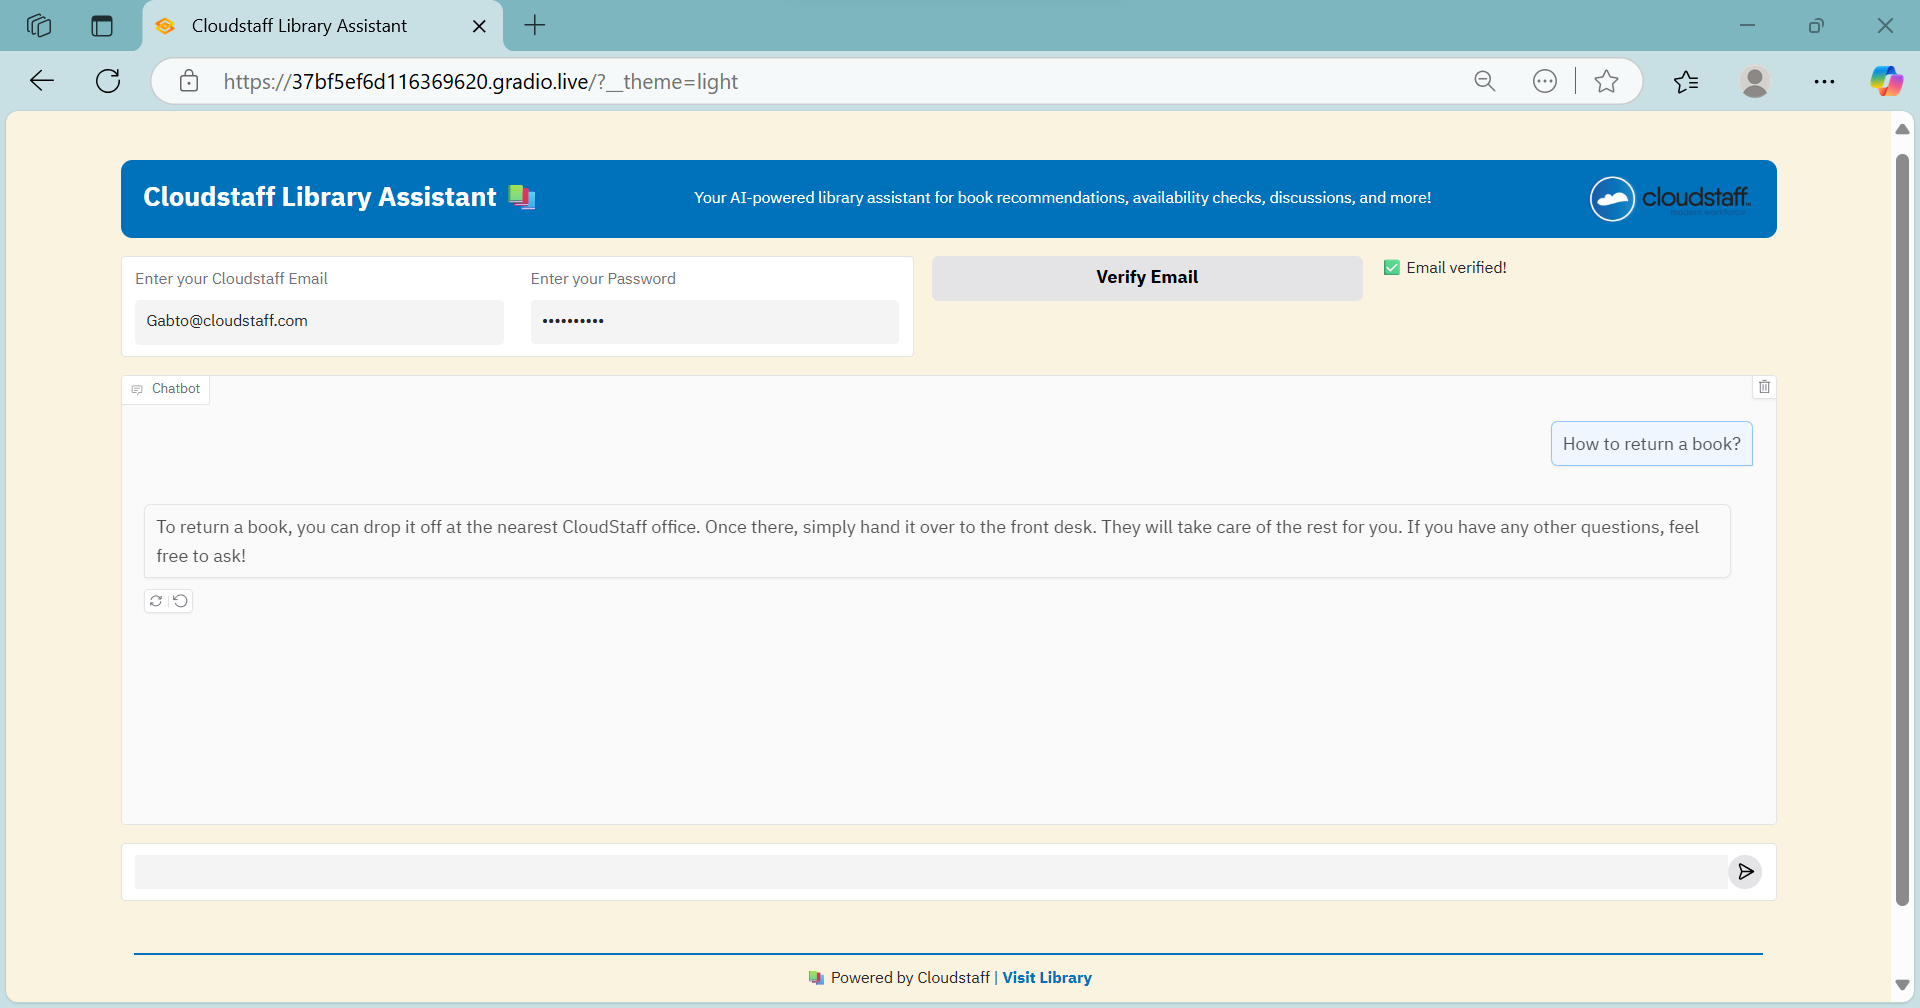 Cloudstaff Library Assistant
https://37bf5ef6d116369620.gradio.live/?__theme=light
Cloudstaff Library Assistant
Your AI-powered library assistant for book recommendations, availability checks, discussions, and more!
cloudstaff
modern workforce
Enter your Cloudstaff Email
Enter your Password
Verify Email
Email verified!
Gabto@cloudstaff.com
••••••••••
Chatbot
How to return a book?
To return a book, you can drop it off at the nearest CloudStaff office. Once there, simply hand it over to the front desk. They will take care of the rest for you. If you have any other questions, feel
free to ask!
Powered by Cloudstaff | Visit Library